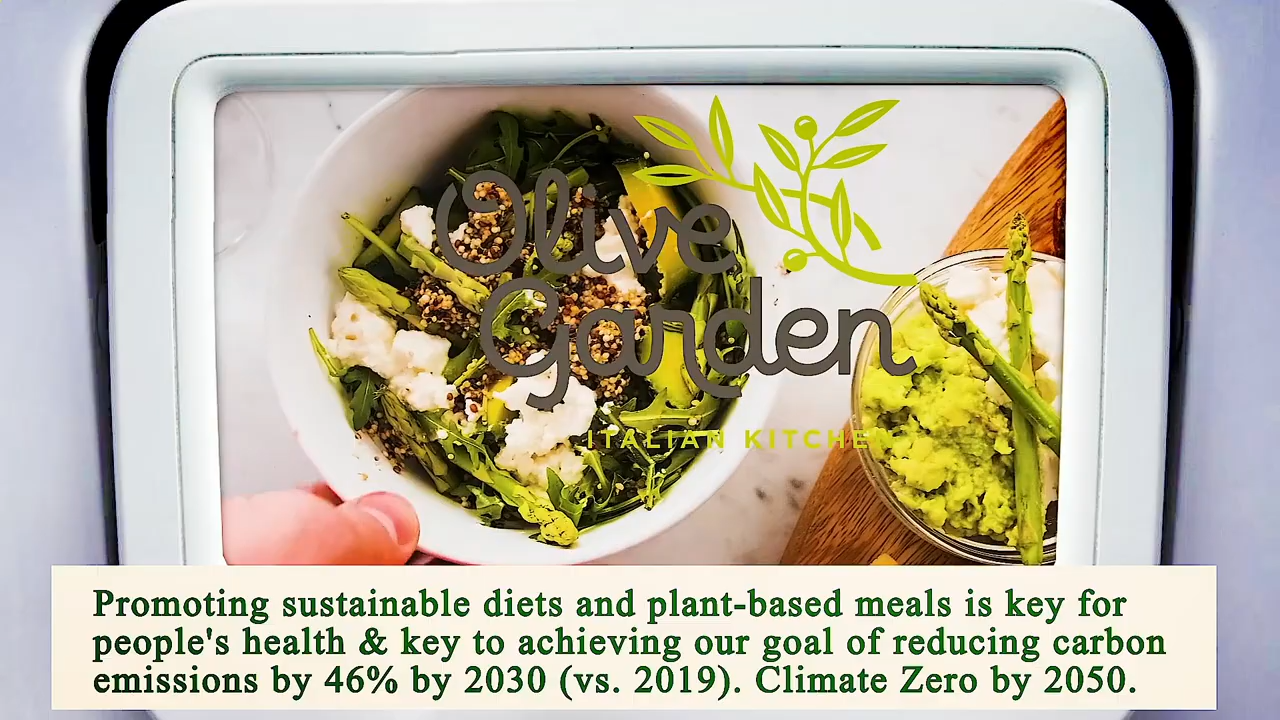 Olive
Garden
ITALIAN KITCHEN
Promoting sustainable diets and plant-based meals is key for
people's health & key to achieving our goal of reducing carbon
emissions by 46% by 2030 (vs. 2019). Climate Zero by 2050.